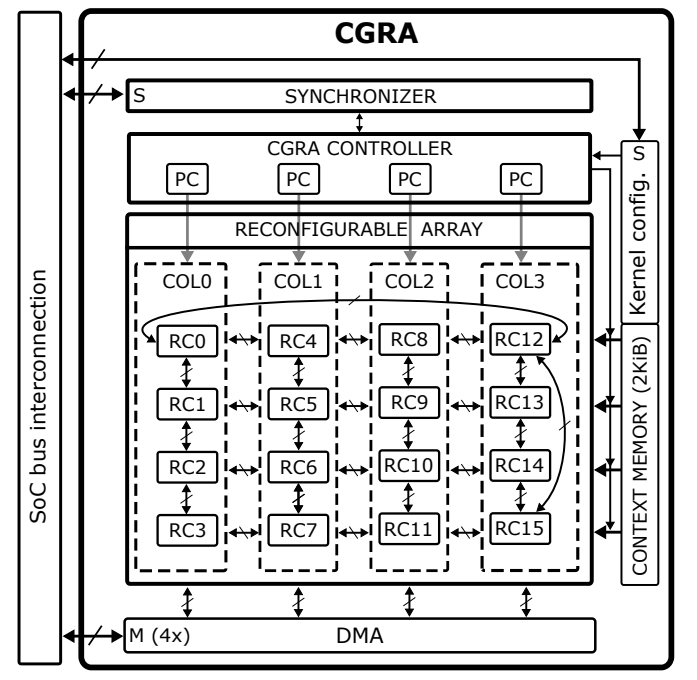 CGRA
S SYNCHRONIZER
CGRA CONTROLLER
PC PC PC PC
RECONFIGURABLE ARRAY
COL0 COL1 COL2 COL3
RC0 RC4 RC8 RC12
RC1 RC5 RC9 RC13
RC2 RC6 RC10 RC14
RC3 RC7 RC11 RC15
M (4x) DMA
SoC bus interconnection
S
Kernel config.
CONTEXT MEMORY (2KiB)